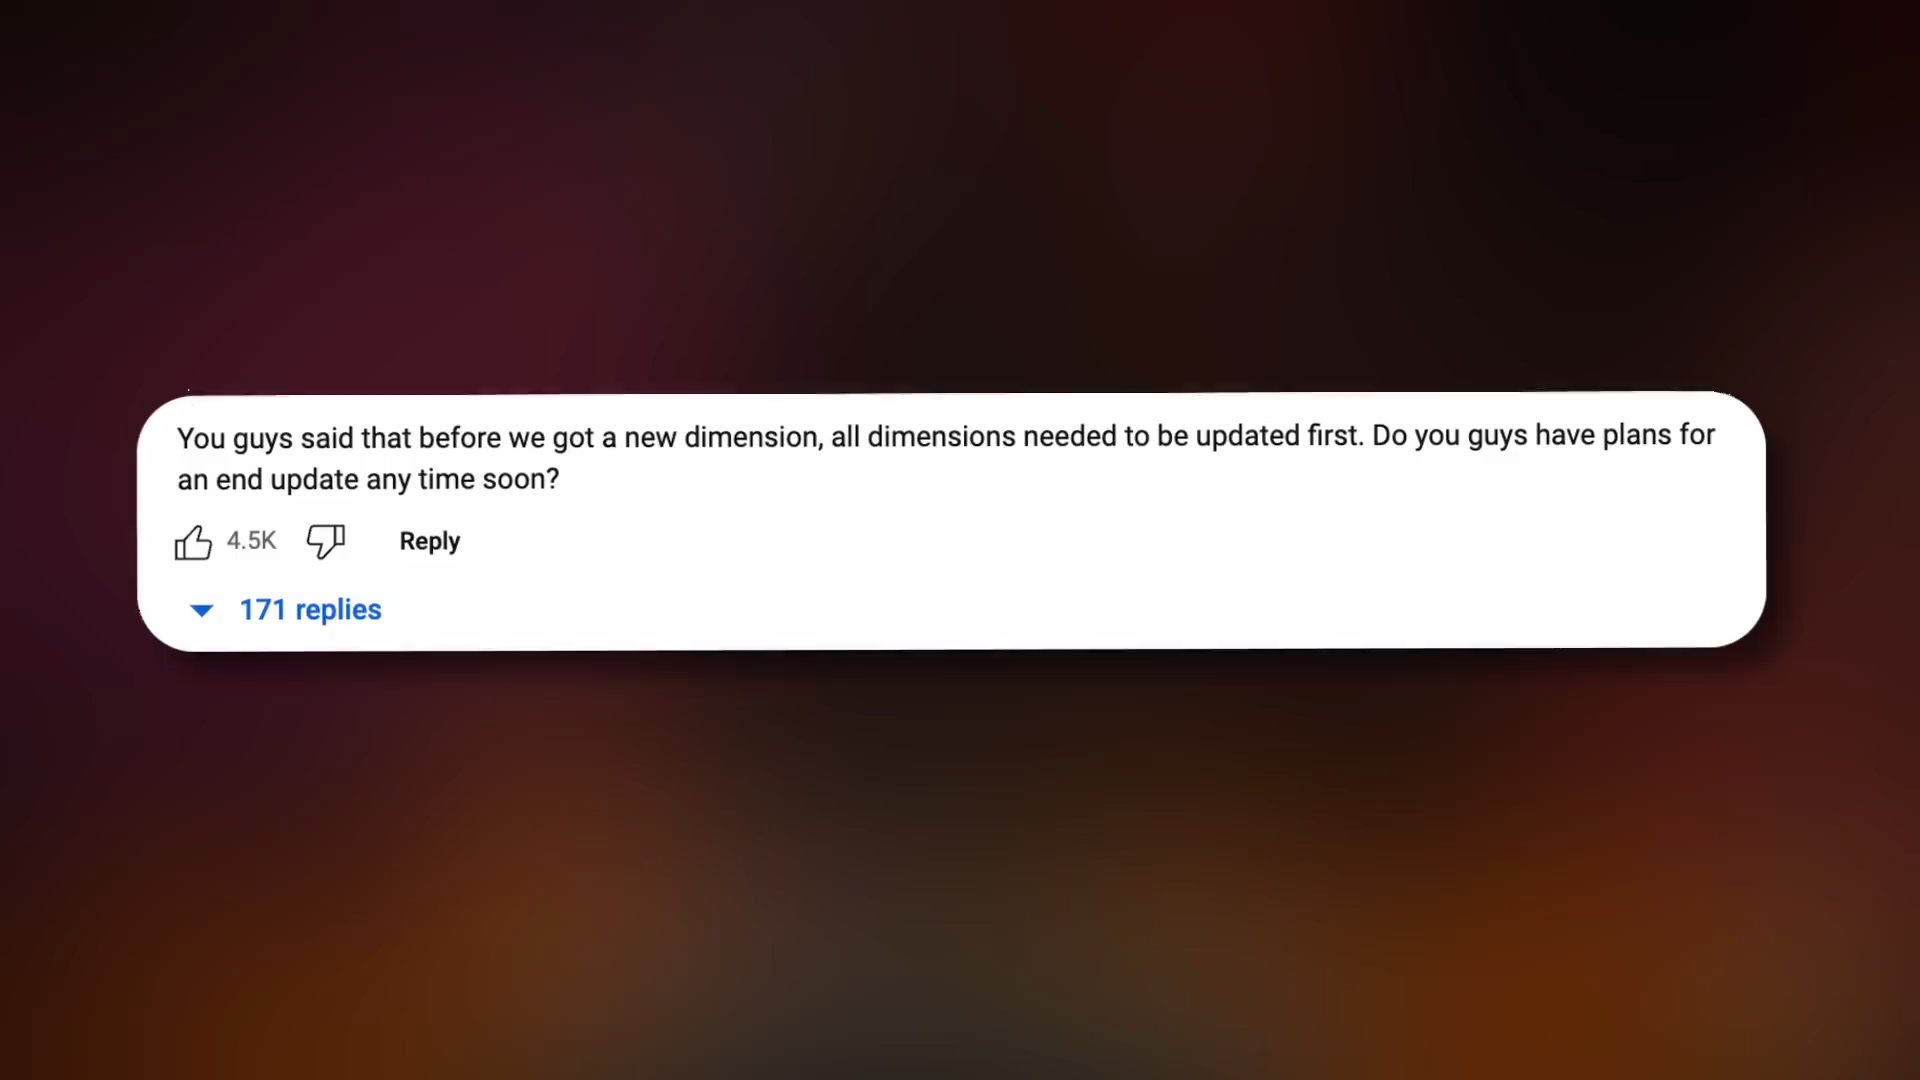 You guys said that before we got a new dimension, all dimensions needed to be updated first. Do you guys have plans for
an end update any time soon?
4.5K Reply
171 replies